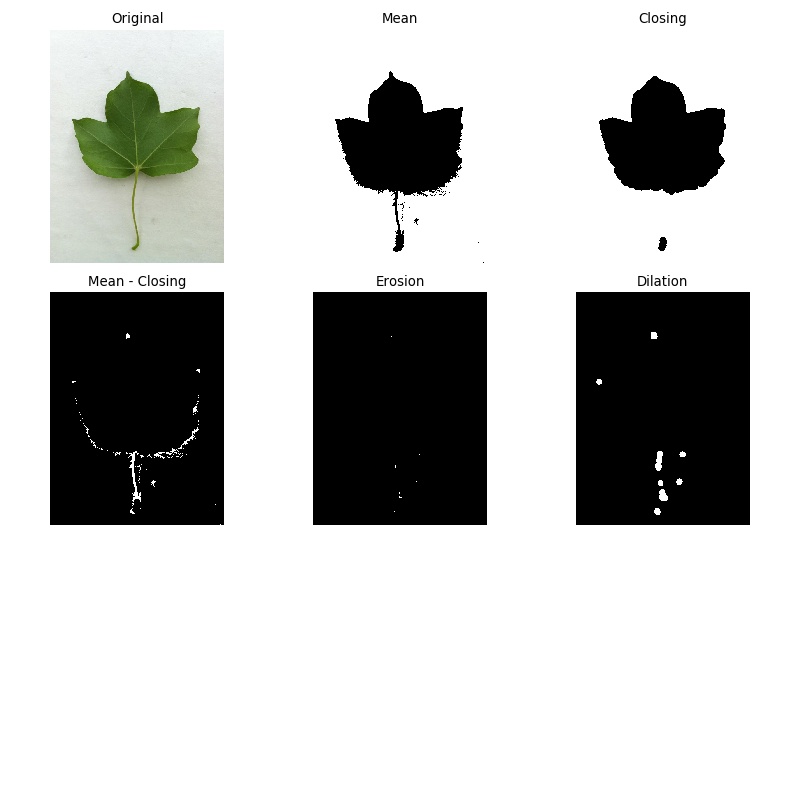 Original
Mean
Closing
Mean - Closing
Erosion
Dilation